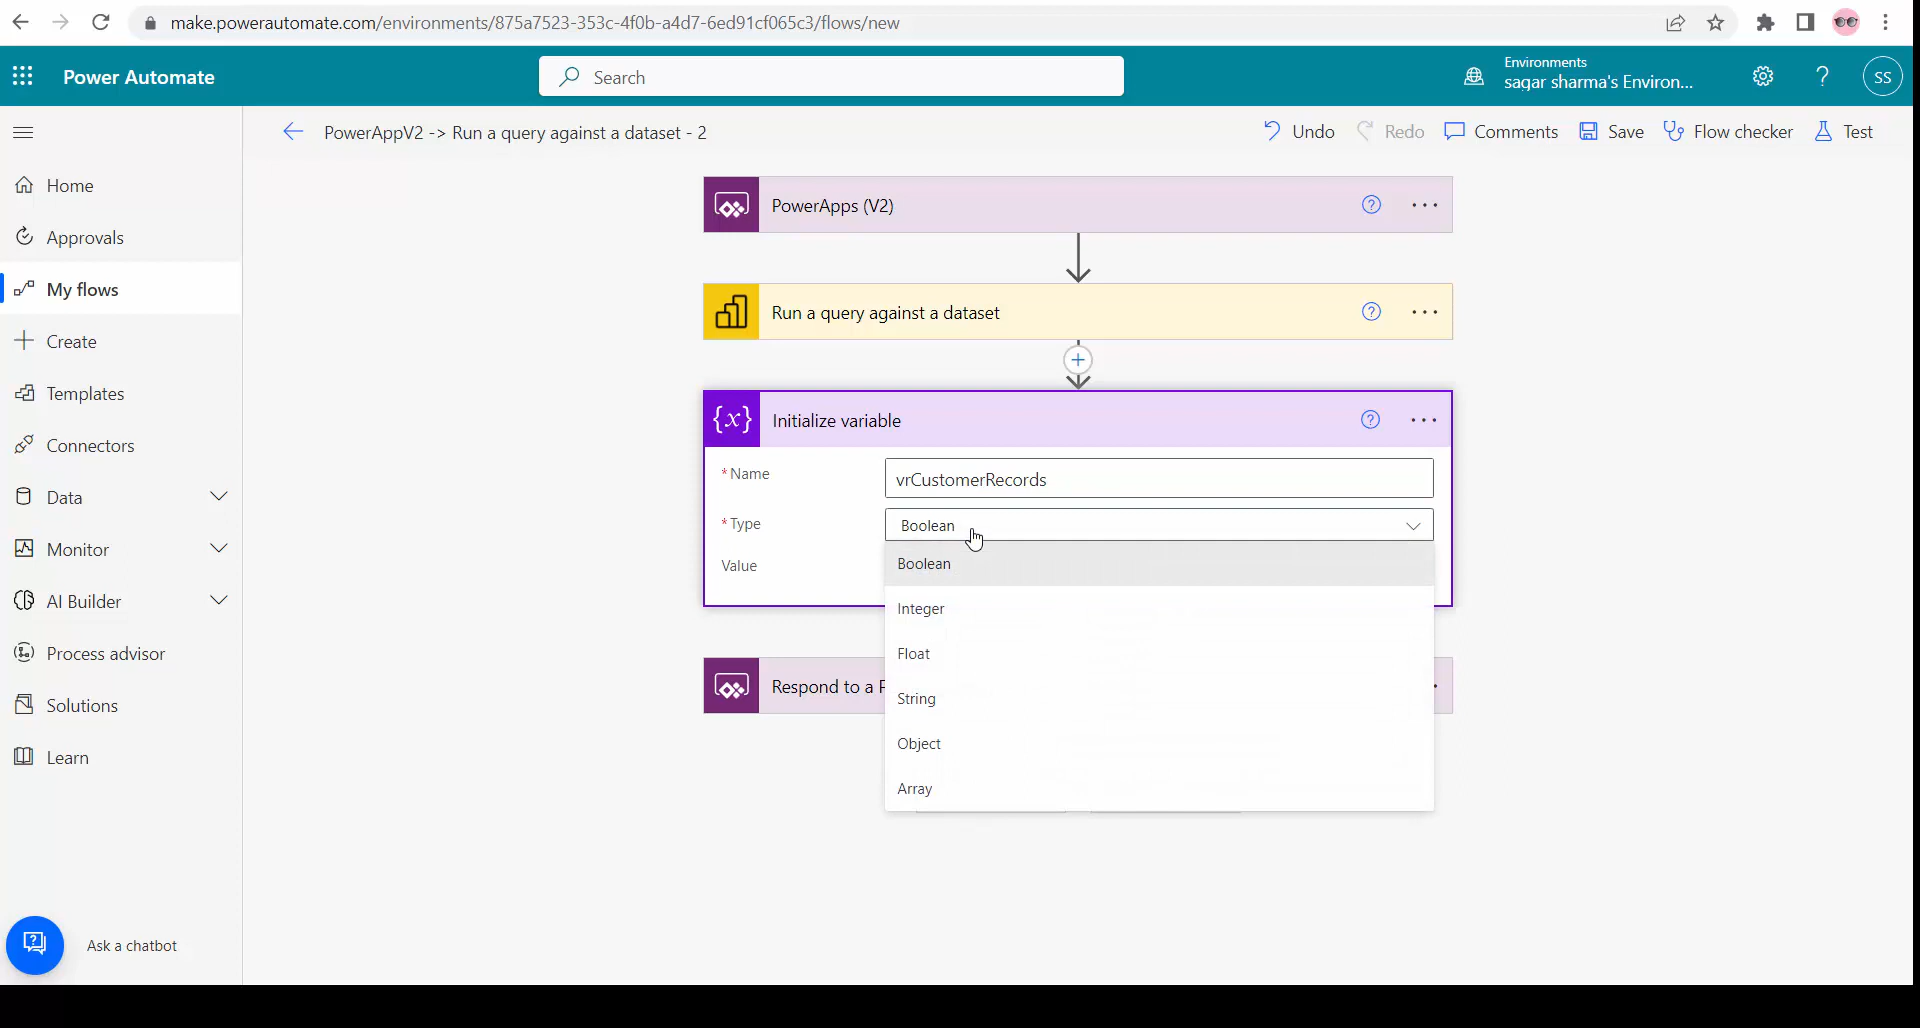 make.powerautomate.com/environments/875a7523-353c-4f0b-a4d7-6ed91cf065c3/flows/new
Power Automate
Search
Environments
sagar sharma's Environ...
?
SS
PowerAppV2 -> Run a query against a dataset - 2
Undo
Redo
Comments
Save
Flow checker
Test
Home
Approvals
My flows
Create
Templates
Connectors
Data
Monitor
AI Builder
Process advisor
Solutions
Learn
Ask a chatbot
PowerApps (V2)
?
...
Run a query against a dataset
?
...
{x}
Initialize variable
?
...
* Name
vrCustomerRecords
* Type
Boolean
Value
Boolean
Integer
Float
String
Object
Array
Respond to a P